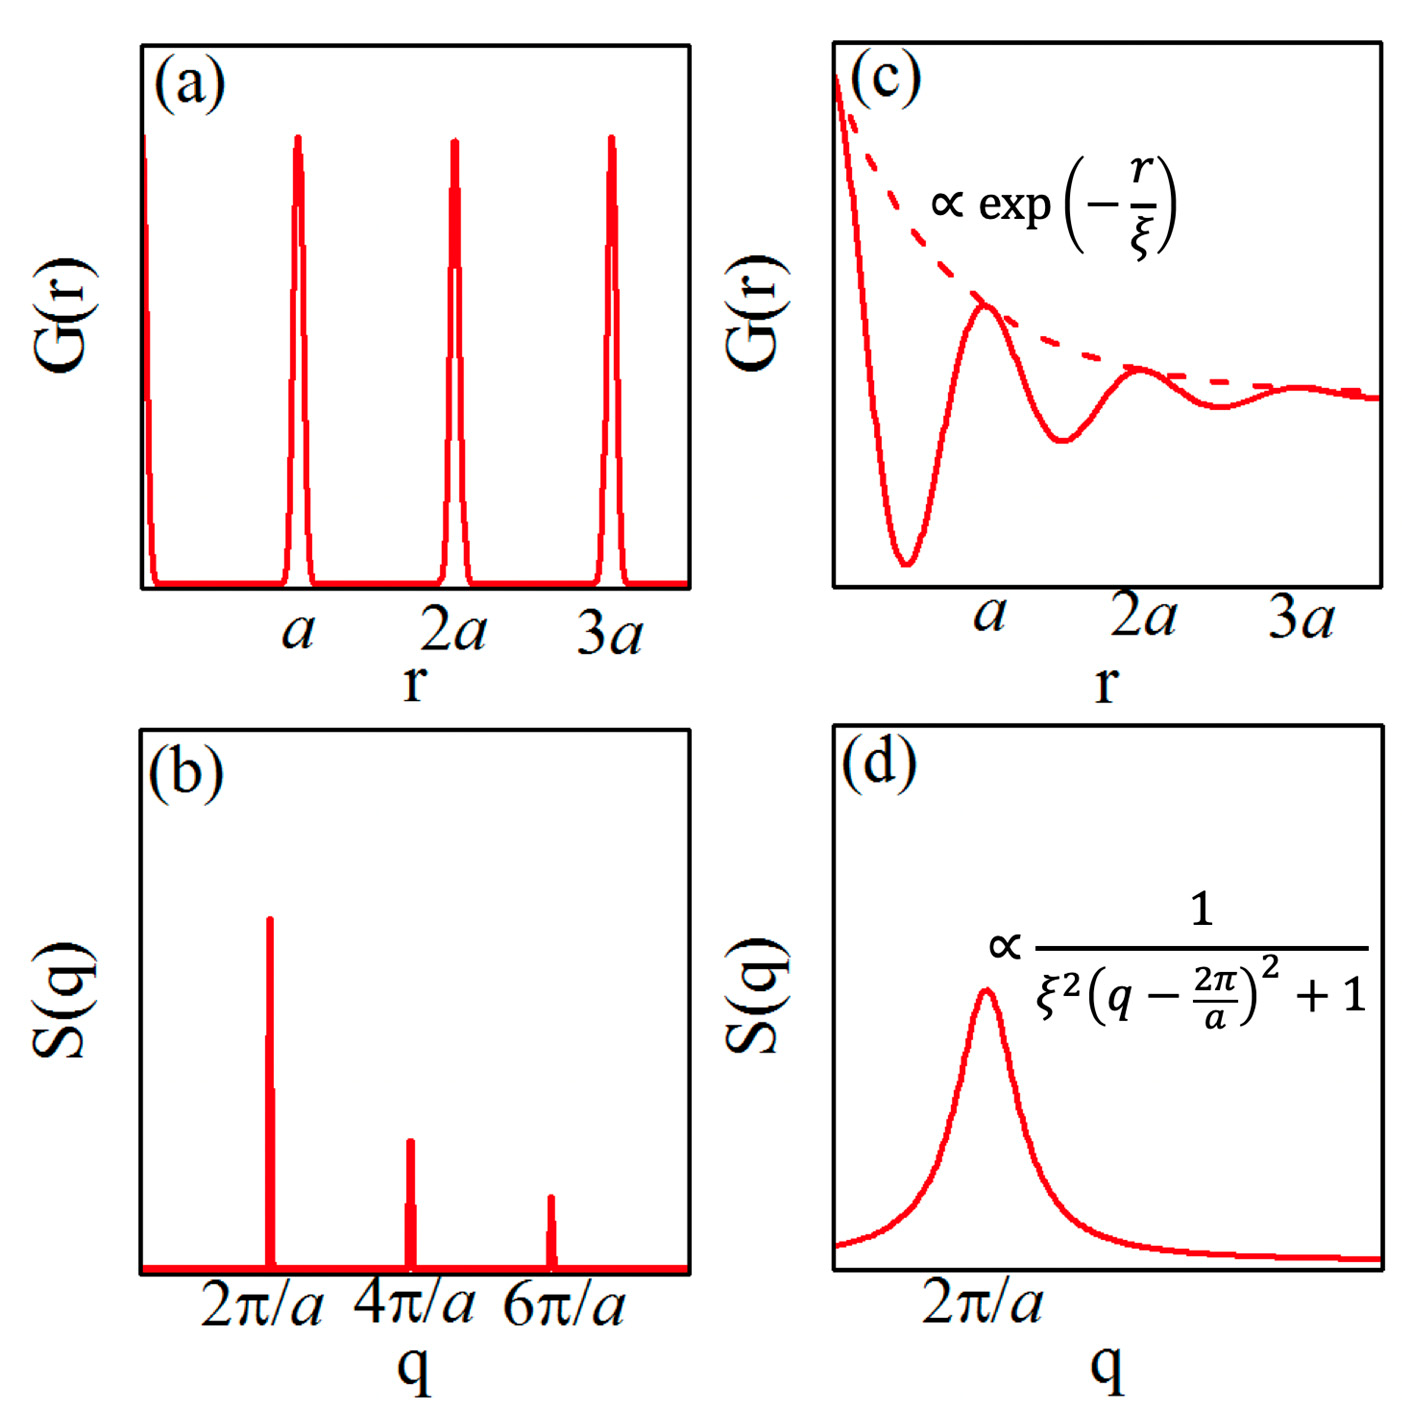 (a)
G(r)
a 2a 3a
r
(c)
∝ exp(−r/ξ)
G(r)
a 2a 3a
r
(b)
S(q)
2π/a 4π/a 6π/a
q
(d)
∝ 1/(ξ²(q − 2π/a)² + 1)
S(q)
2π/a
q